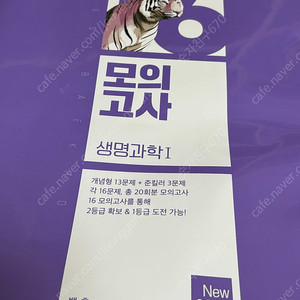 16
모의
고사
생명과학 I
개념형 13문제 + 준킬러 3문제
각 16문제, 총 20회분 모의고사
16 모의고사를 통해
2등급 확보 & 1등급 도전 가능!
New